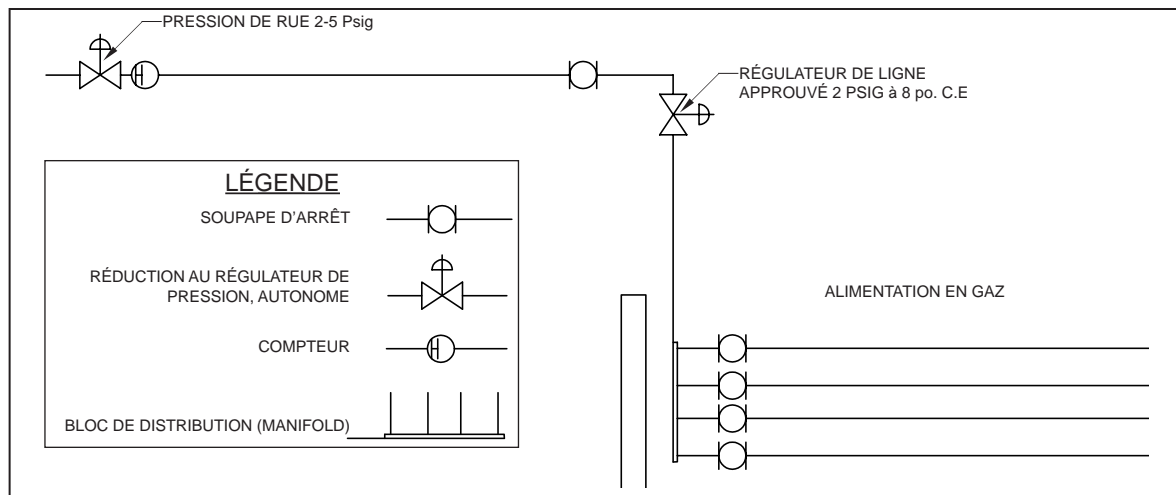 PRESSION DE RUE 2-5 Psig
RÉGULATEUR DE LIGNE
APPROUVÉ 2 PSIG à 8 po. C.E
LÉGENDE
SOUPAPE D'ARRÊT
RÉDUCTION AU RÉGULATEUR DE
PRESSION, AUTONOME
COMPTEUR
BLOC DE DISTRIBUTION (MANIFOLD)
ALIMENTATION EN GAZ